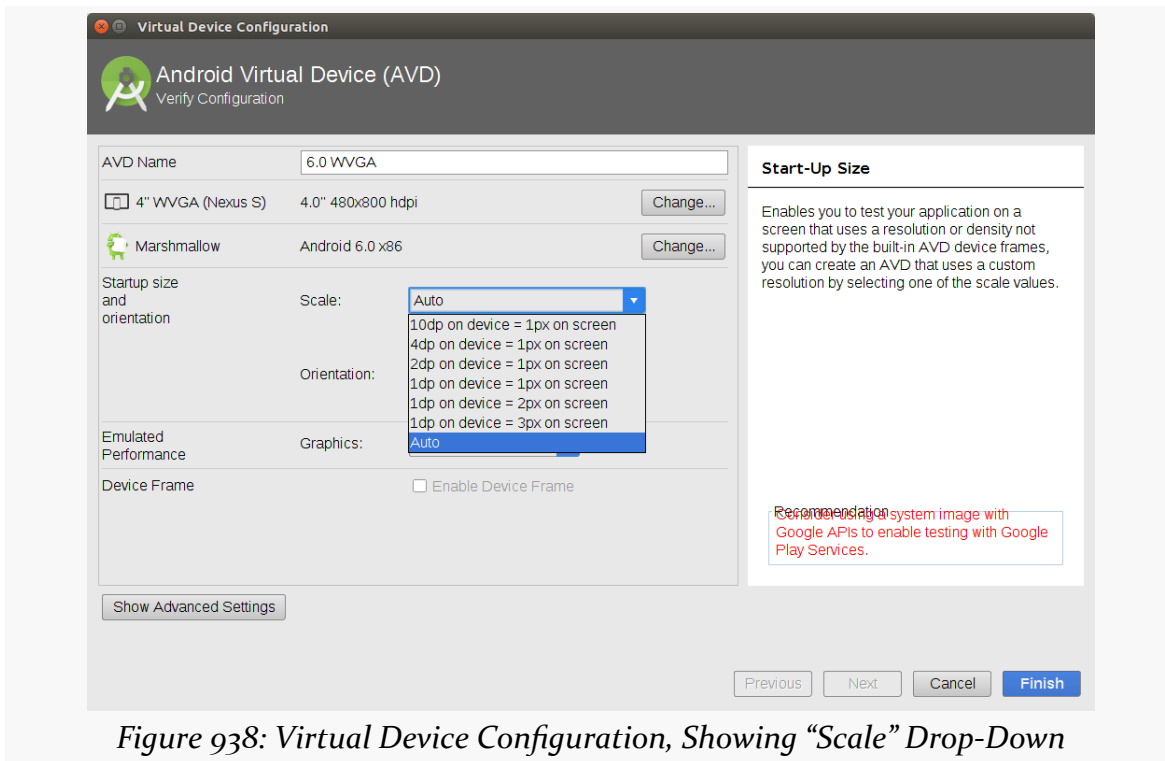 Virtual Device Configuration
Android Virtual Device (AVD)
Verify Configuration
AVD Name
6.0 WVGA
4" WVGA (Nexus S)
4.0" 480x800 hdpi
Change...
Marshmallow
Android 6.0 x86
Change...
Startup size
and
orientation
Scale:
Auto
10dp on device = 1px on screen
4dp on device = 1px on screen
2dp on device = 1px on screen
1dp on device = 1px on screen
1dp on device = 2px on screen
1dp on device = 3px on screen
Auto
Orientation:
Emulated
Performance
Graphics:
Device Frame
Enable Device Frame
Show Advanced Settings
Start-Up Size
Enables you to test your application on a
screen that uses a resolution or density not
supported by the built-in AVD device frames,
you can create an AVD that uses a custom
resolution by selecting one of the scale values.
Recommendation
Consider using a system image with
Google APIs to enable testing with Google
Play Services.
Previous
Next
Cancel
Finish
Figure 938: Virtual Device Configuration, Showing “Scale” Drop-Down